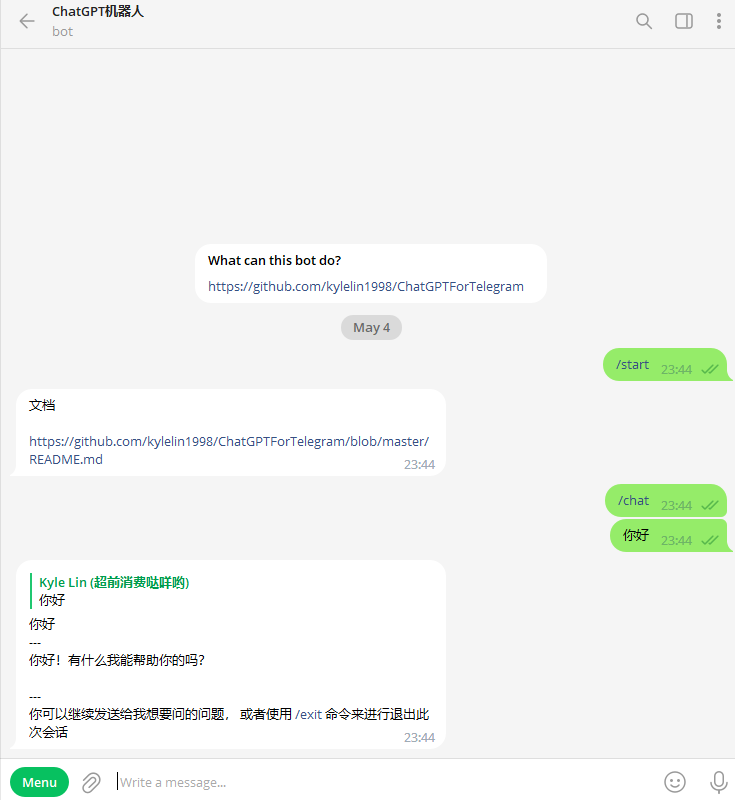 ChatGPT机器人
bot
What can this bot do?
https://github.com/kylelin1998/ChatGPTForTelegram
May 4
/start 23:44
文档
https://github.com/kylelin1998/ChatGPTForTelegram/blob/master/
README.md
23:44
/chat 23:44
你好 23:44
Kyle Lin (超前消费哒咩哟)
你好
你好
---
你好！有什么我能帮助你的吗？
---
你可以继续发送给我想要问的问题， 或者使用 /exit 命令来进行退出此
次会话
23:44
Menu
Write a message...